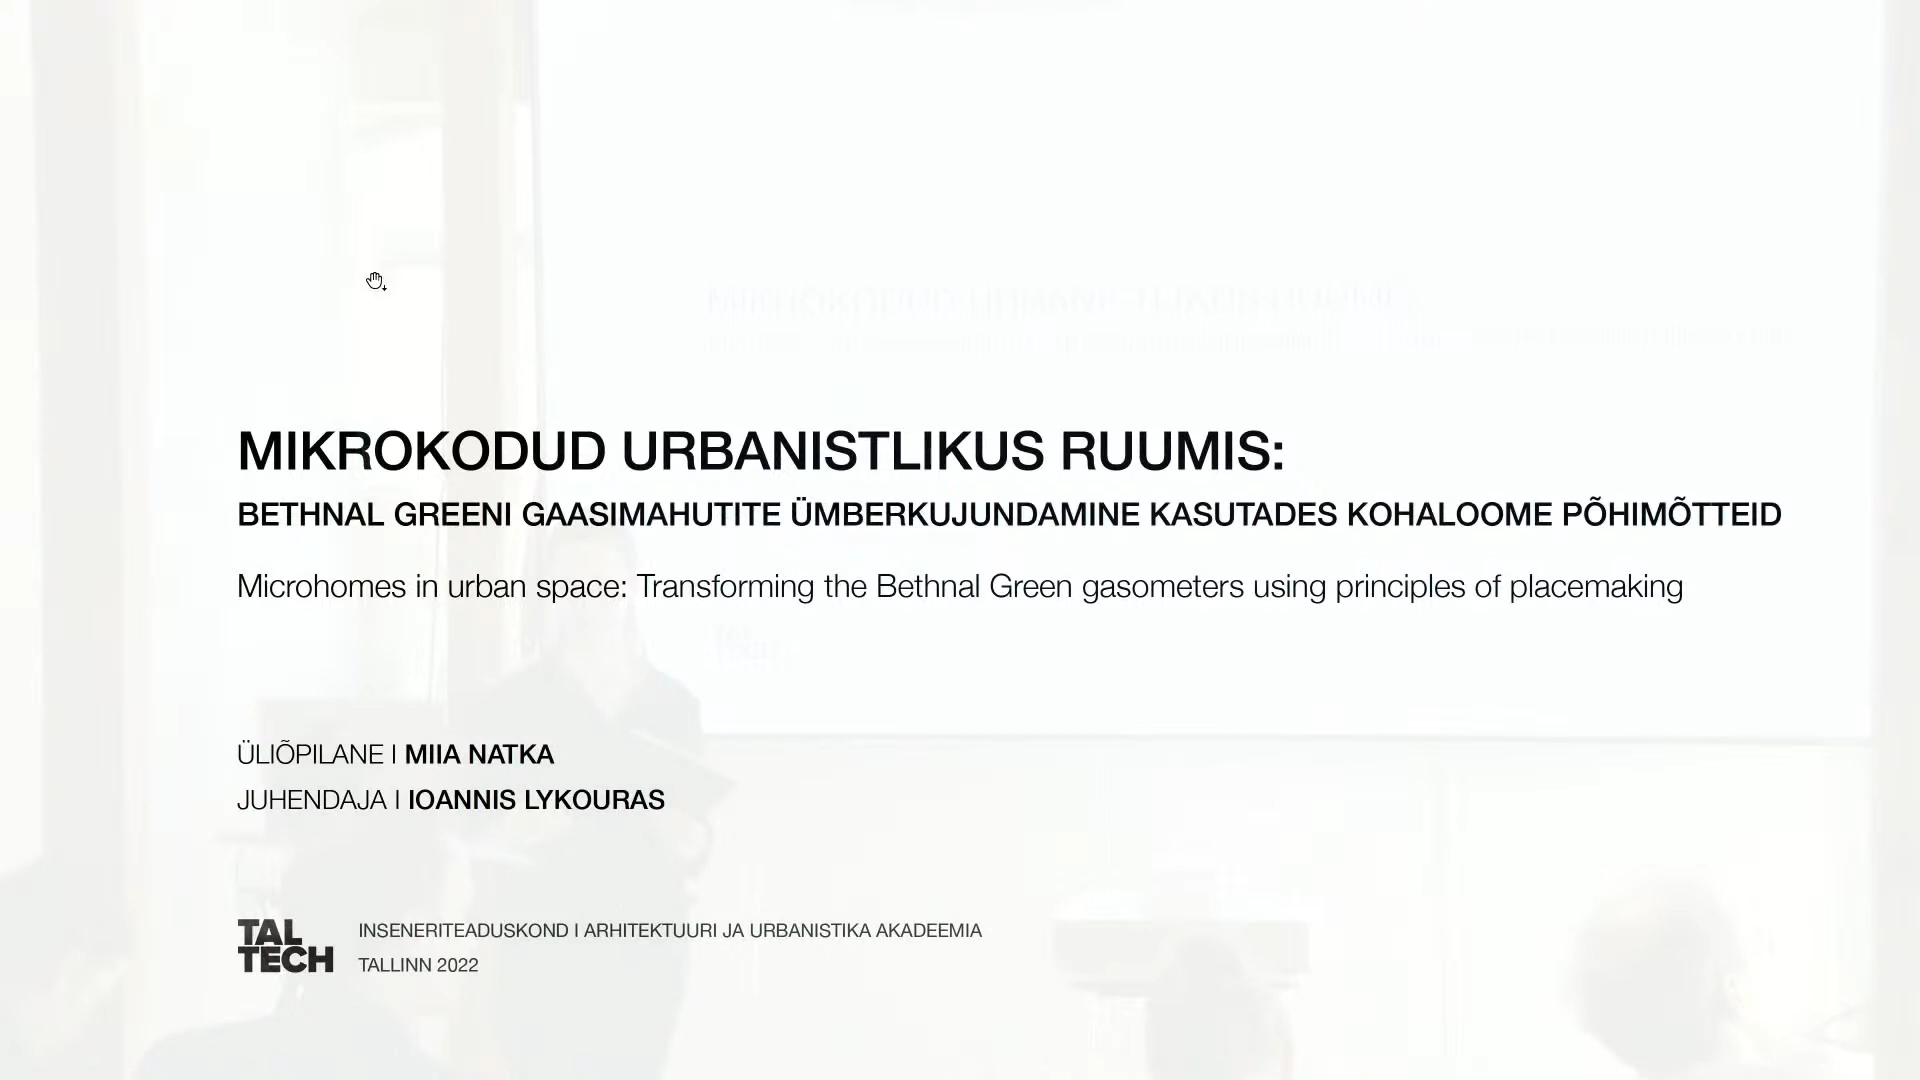 MIKROKODUD URBANISTLIKUS RUUMIS:
BETHNAL GREENI GAASIMAHUTITE ÜMBERKUJUNDAMINE KASUTADES KOHALOOME PÕHIMÕTTEID
Microhomes in urban space: Transforming the Bethnal Green gasometers using principles of placemaking
ÜLIÕPILANE I MIIA NATKA
JUHENDAJA I IOANNIS LYKOURAS
TAL
TECH
INSENERITEADUSKOND I ARHITEKTUURI JA URBANISTIKA AKADEEMIA
TALLINN 2022